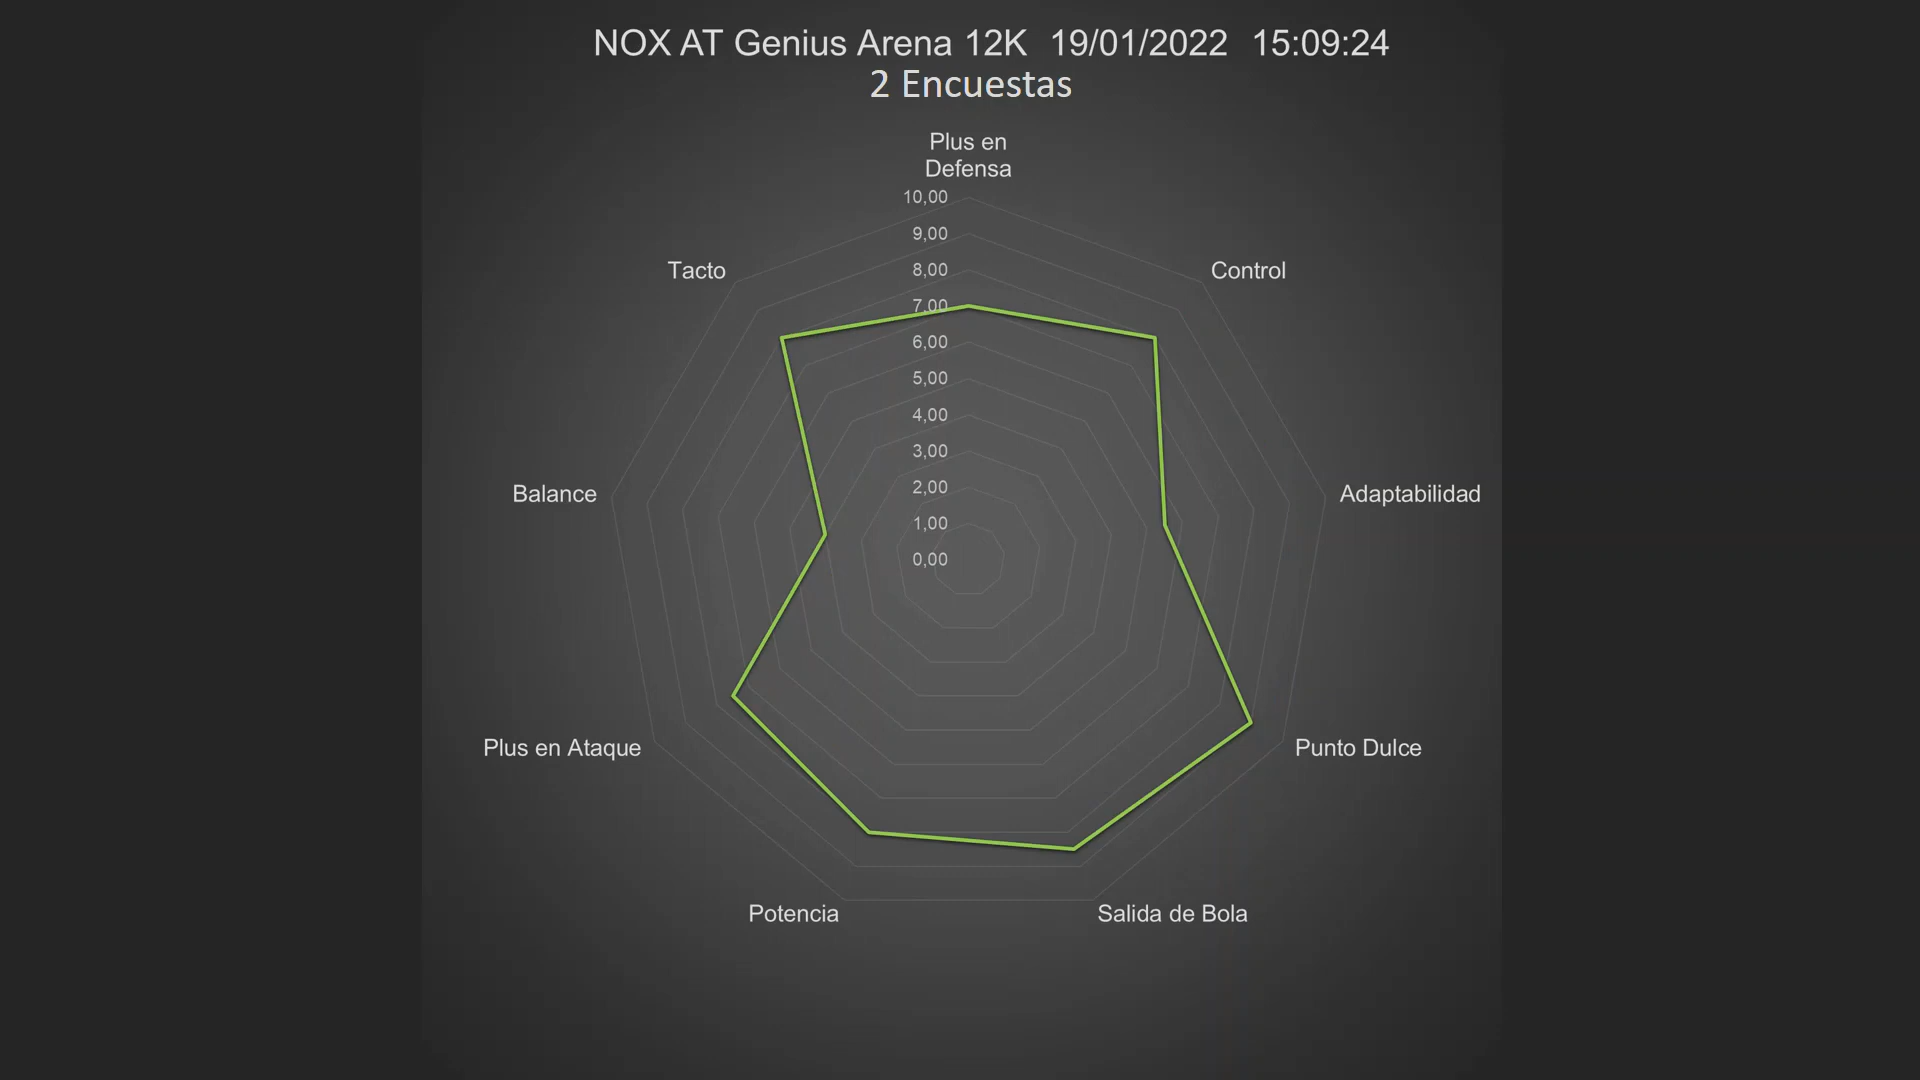 NOX AT Genius Arena 12K  19/01/2022  15:09:24
2 Encuestas
Plus en
Defensa
10,00
9,00
8,00
7,00
6,00
5,00
4,00
3,00
2,00
1,00
0,00
Control
Adaptabilidad
Punto Dulce
Salida de Bola
Potencia
Plus en Ataque
Balance
Tacto